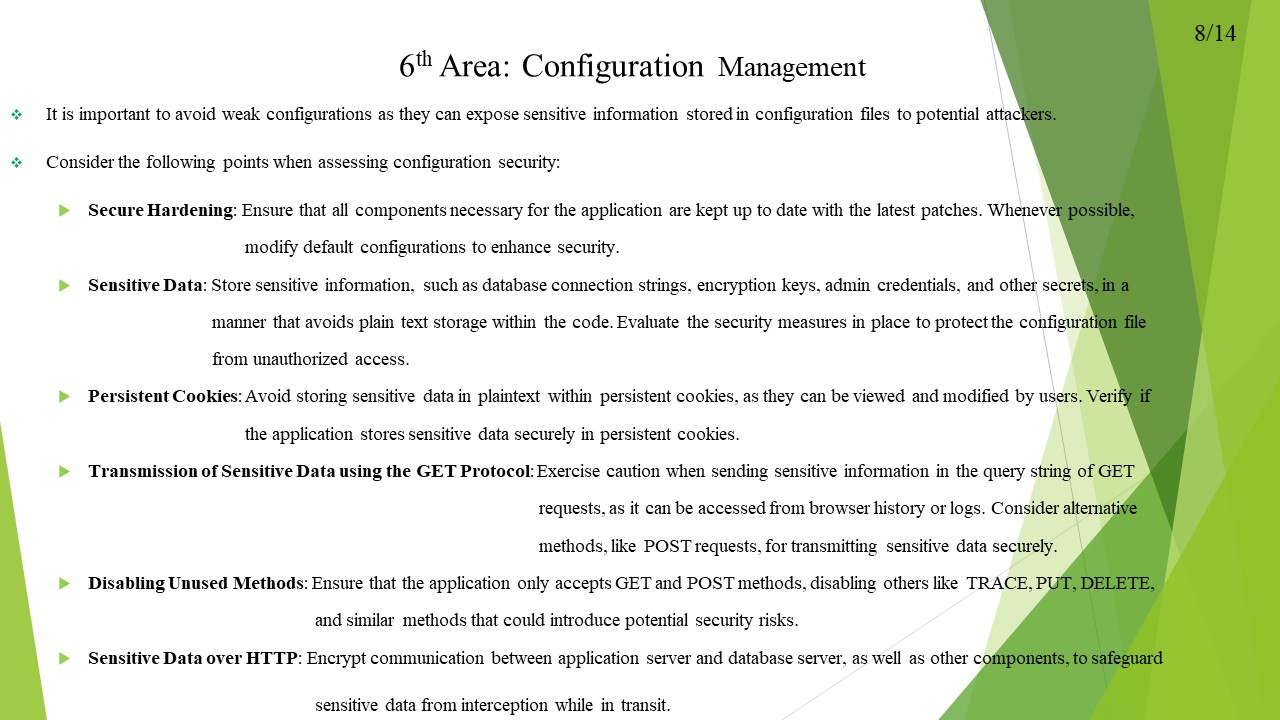 8/14
6th Area: Configuration Management
It is important to avoid weak configurations as they can expose sensitive information stored in configuration files to potential attackers.
Consider the following points when assessing configuration security:
Secure Hardening: Ensure that all components necessary for the application are kept up to date with the latest patches. Whenever possible,
modify default configurations to enhance security.
Sensitive Data: Store sensitive information, such as database connection strings, encryption keys, admin credentials, and other secrets, in a
manner that avoids plain text storage within the code. Evaluate the security measures in place to protect the configuration file
from unauthorized access.
Persistent Cookies: Avoid storing sensitive data in plaintext within persistent cookies, as they can be viewed and modified by users. Verify if
the application stores sensitive data securely in persistent cookies.
Transmission of Sensitive Data using the GET Protocol: Exercise caution when sending sensitive information in the query string of GET
requests, as it can be accessed from browser history or logs. Consider alternative
methods, like POST requests, for transmitting sensitive data securely.
Disabling Unused Methods: Ensure that the application only accepts GET and POST methods, disabling others like TRACE, PUT, DELETE,
and similar methods that could introduce potential security risks.
Sensitive Data over HTTP: Encrypt communication between application server and database server, as well as other components, to safeguard
sensitive data from interception while in transit.